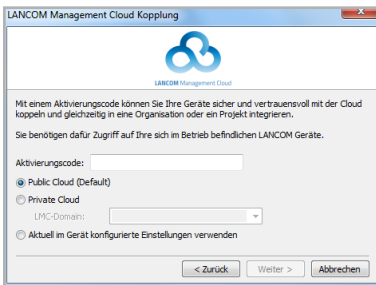 LANCOM Management Cloud Kopplung
LANCOM Management Cloud
Mit einem Aktivierungscode können Sie Ihre Geräte sicher und vertrauensvoll mit der Cloud
koppeln und gleichzeitig in eine Organisation oder ein Projekt integrieren.
Sie benötigen dafür Zugriff auf Ihre sich im Betrieb befindlichen LANCOM Geräte.
Aktivierungscode:
Public Cloud (Default)
Private Cloud
LMC-Domain:
Aktuell im Gerät konfigurierte Einstellungen verwenden
< Zurück Weiter > Abbrechen